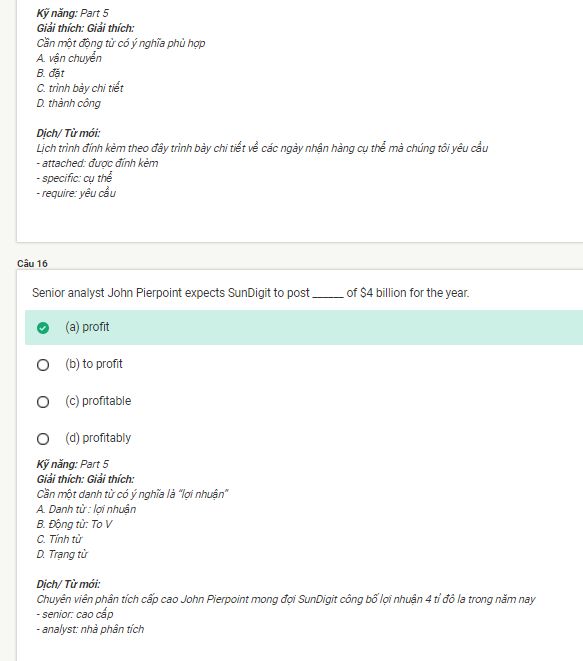 Kỹ năng: Part 5
Giải thích: Giải thích:
Cần một động từ có ý nghĩa phù hợp
A. vận chuyển
B. đặt
C. trình bày chi tiết
D. thành công
Dịch/ Từ mới:
Lịch trình đính kèm theo đây trình bày chi tiết về các ngày nhận hàng cụ thể mà chúng tôi yêu cầu
- attached: được đính kèm
- specific: cụ thể
- require: yêu cầu
Câu 16
Senior analyst John Pierpoint expects SunDigit to post ______ of $4 billion for the year.
(a) profit
(b) to profit
(c) profitable
(d) profitably
Kỹ năng: Part 5
Giải thích: Giải thích:
Cần một danh từ có ý nghĩa là "lợi nhuận"
A. Danh từ : lợi nhuận
B. Động từ: To V
C. Tính từ
D. Trạng từ
Dịch/ Từ mới:
Chuyên viên phân tích cấp cao John Pierpoint mong đợi SunDigit công bố lợi nhuận 4 tỉ đô la trong năm nay
- senior: cao cấp
- analyst: nhà phân tích